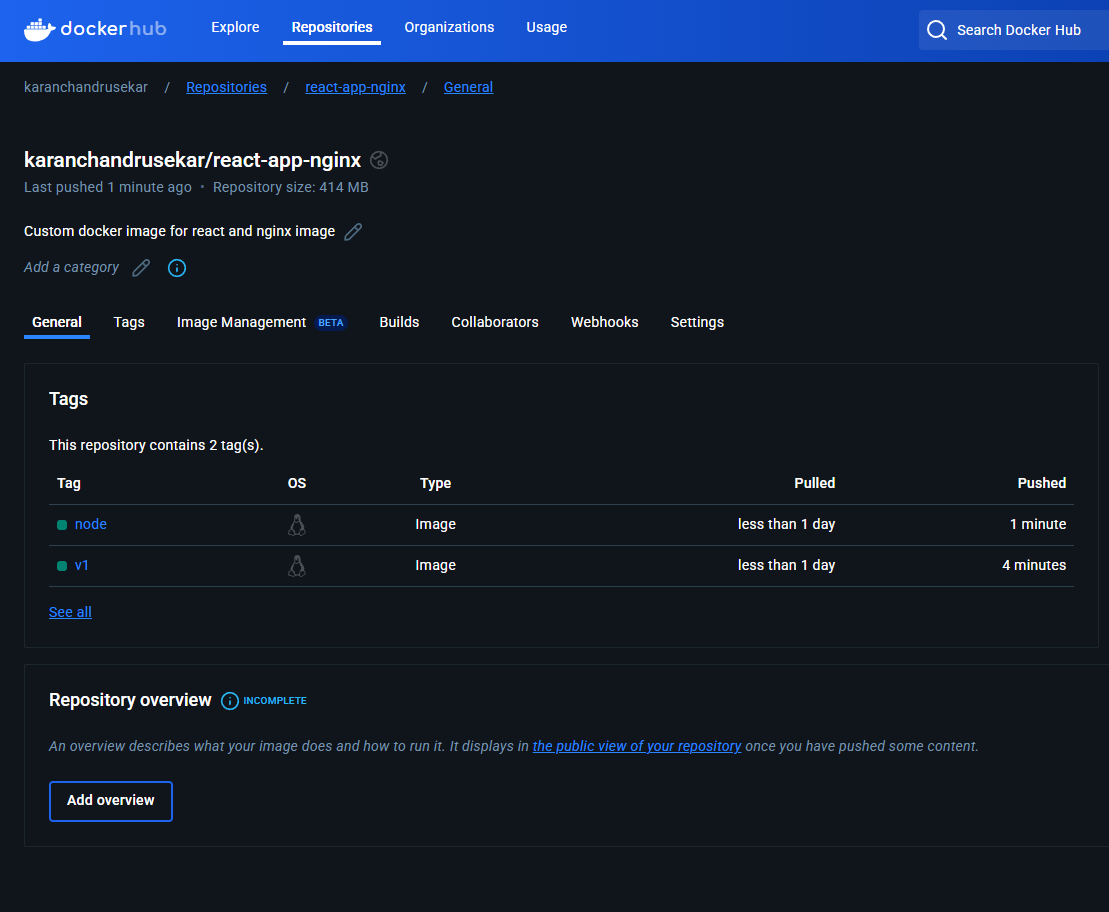 dockerhub Explore Repositories Organizations Usage Search Docker Hub
karanchandrusekar / Repositories / react-app-nginx / General
karanchandrusekar/react-app-nginx
Last pushed 1 minute ago • Repository size: 414 MB
Custom docker image for react and nginx image
Add a category
General Tags Image Management BETA Builds Collaborators Webhooks Settings
Tags
This repository contains 2 tag(s).
Tag OS Type Pulled Pushed
node Image less than 1 day 1 minute
v1 Image less than 1 day 4 minutes
See all
Repository overview INCOMPLETE
An overview describes what your image does and how to run it. It displays in the public view of your repository once you have pushed some content.
Add overview